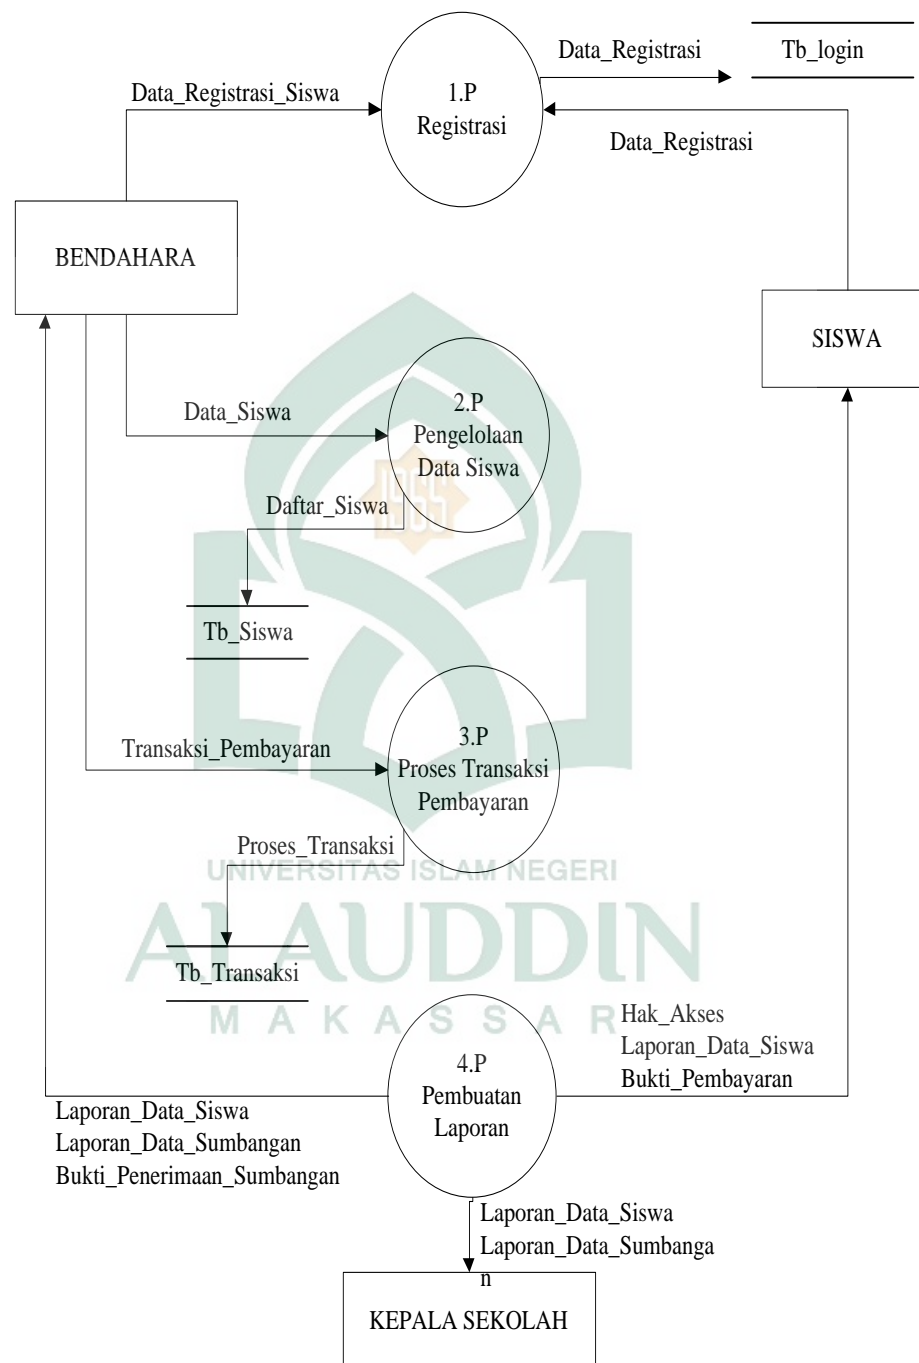 Data_Registrasi
Tb_login
Data_Registrasi_Siswa
1.P
Registrasi
Data_Registrasi
BENDAHARA
SISWA
2.P
Pengelolaan
Data Siswa
Data_Siswa
1965
Daftar_Siswa
Tb_Siswa
3.P
Proses Transaksi
Pembayaran
Transaksi_Pembayaran
Proses_Transaksi
UNIVERSITAS ISLAM NEGERI
ALAUDDIN
MAKASSAR
Tb_Transaksi
4.P
Pembuatan
Laporan
Hak_Akses
Laporan_Data_Siswa
Bukti_Pembayaran
Laporan_Data_Siswa
Laporan_Data_Sumbangan
Bukti_Penerimaan_Sumbangan
Laporan_Data_Siswa
Laporan_Data_Sumbanga
n
KEPALA SEKOLAH